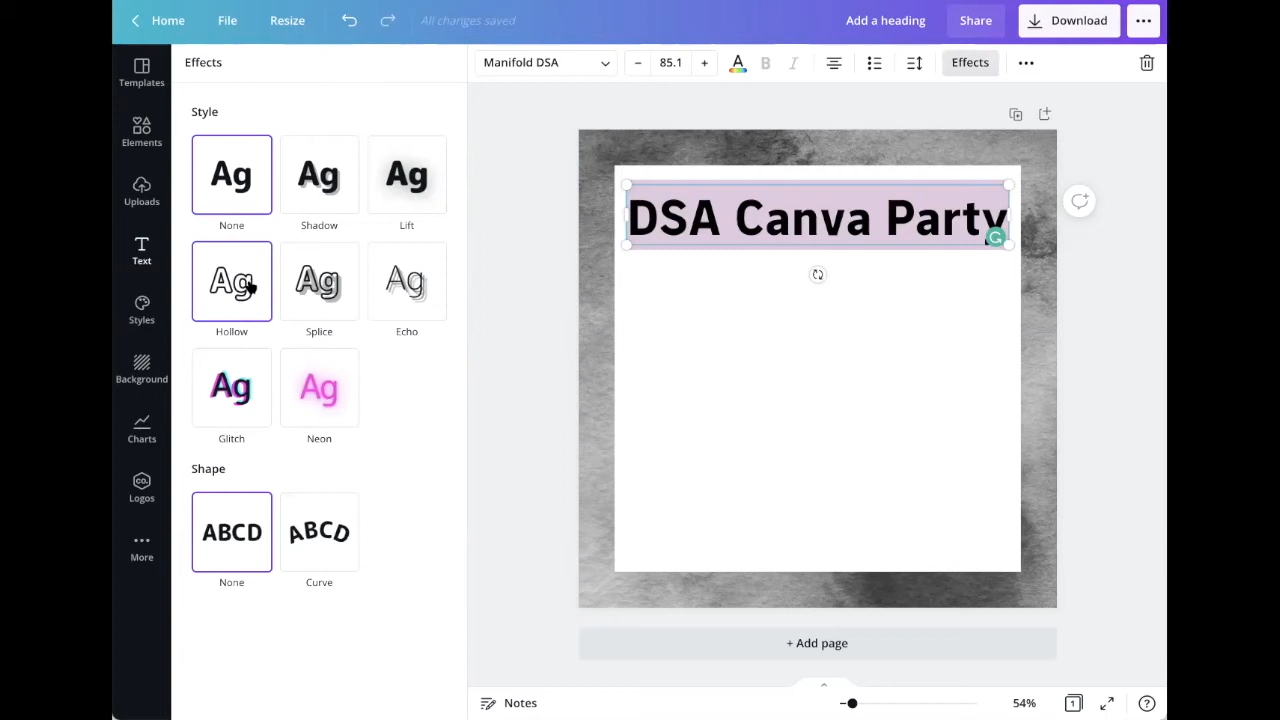 Home File Resize All changes saved Add a heading Share Download
Templates
Elements
Uploads
Text
Styles
Background
Charts
CO.
Logos
More
Effects
Style
Ag Ag Ag
None Shadow Lift
Ag Ag Ag
Hollow Splice Echo
Ag Ag
Glitch Neon
Shape
ABCD ABCD
None Curve
Manifold DSA – 85.1 + A B I Effects
DSA Canva Party
+ Add page
Notes 54% 1 ?